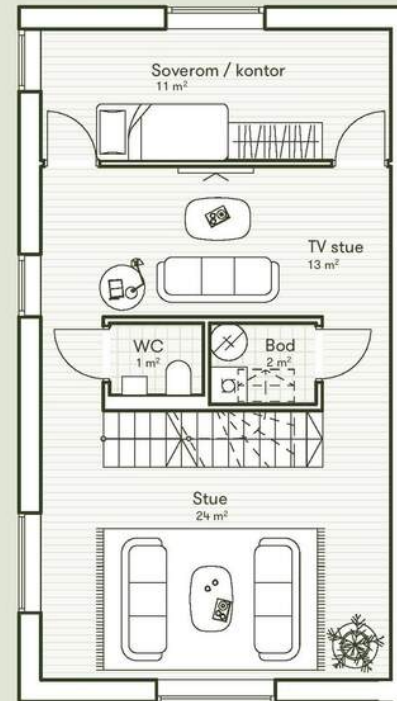 Soverom / kontor
11 m²
TV stue
13 m²
WC
1 m²
Bod
2 m²
Stue
24 m²